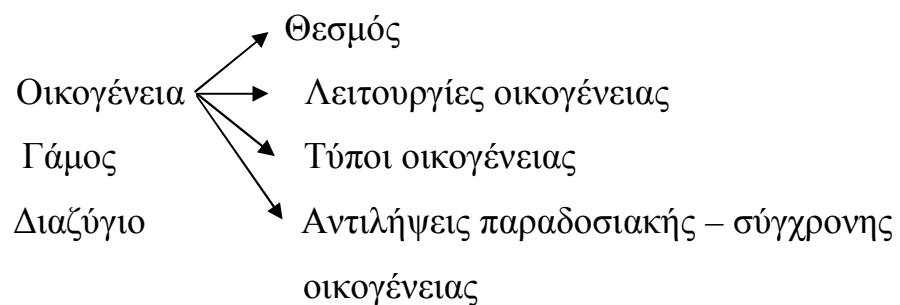 Θεσμός
Οικογένεια Λειτουργίες οικογένειας
Γάμος Τύποι οικογένειας
Διαζύγιο Αντιλήψεις παραδοσιακής – σύγχρονης
οικογένειας